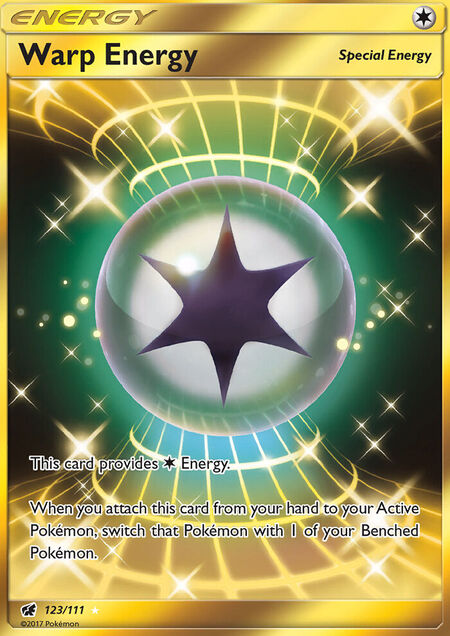 ENERGY
Warp Energy
Special Energy
This card provides Energy.
When you attach this card from your hand to your Active
Pokémon, switch that Pokémon with 1 of your Benched
Pokémon.
123/111
©2017 Pokémon